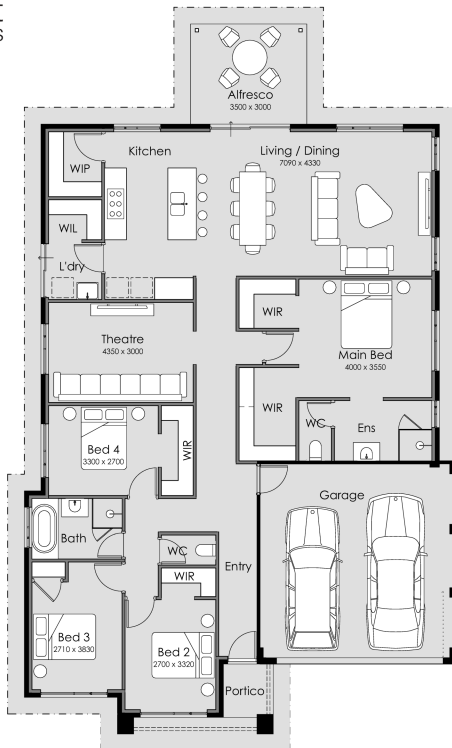 Alfresco
3500 x 3000
Kitchen
Living / Dining
7090 x 4330
WIP
WIL
L'dry
WIR
Theatre
4350 x 3000
Main Bed
4000 x 3550
WIR
WC
Ens
Bed 4
3300 x 2700
WIR
Garage
Bath
WC
Entry
WIR
Bed 3
2710 x 3830
Bed 2
2700 x 3320
Portico